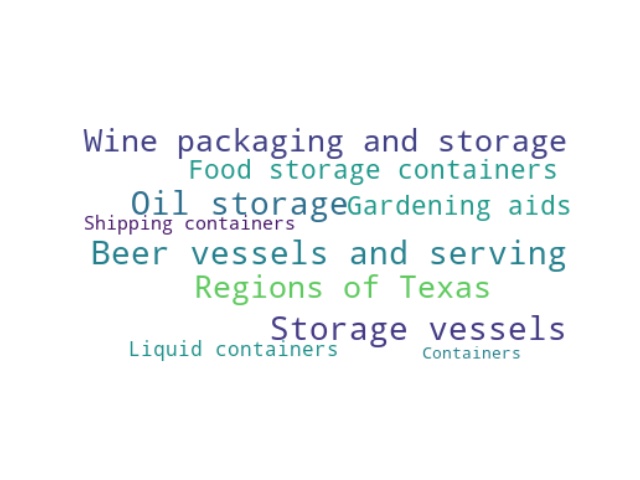 Wine packaging and storage
Food storage containers
Oil storage Gardening aids
Shipping containers
Beer vessels and serving
Regions of Texas
Storage vessels
Liquid containers Containers